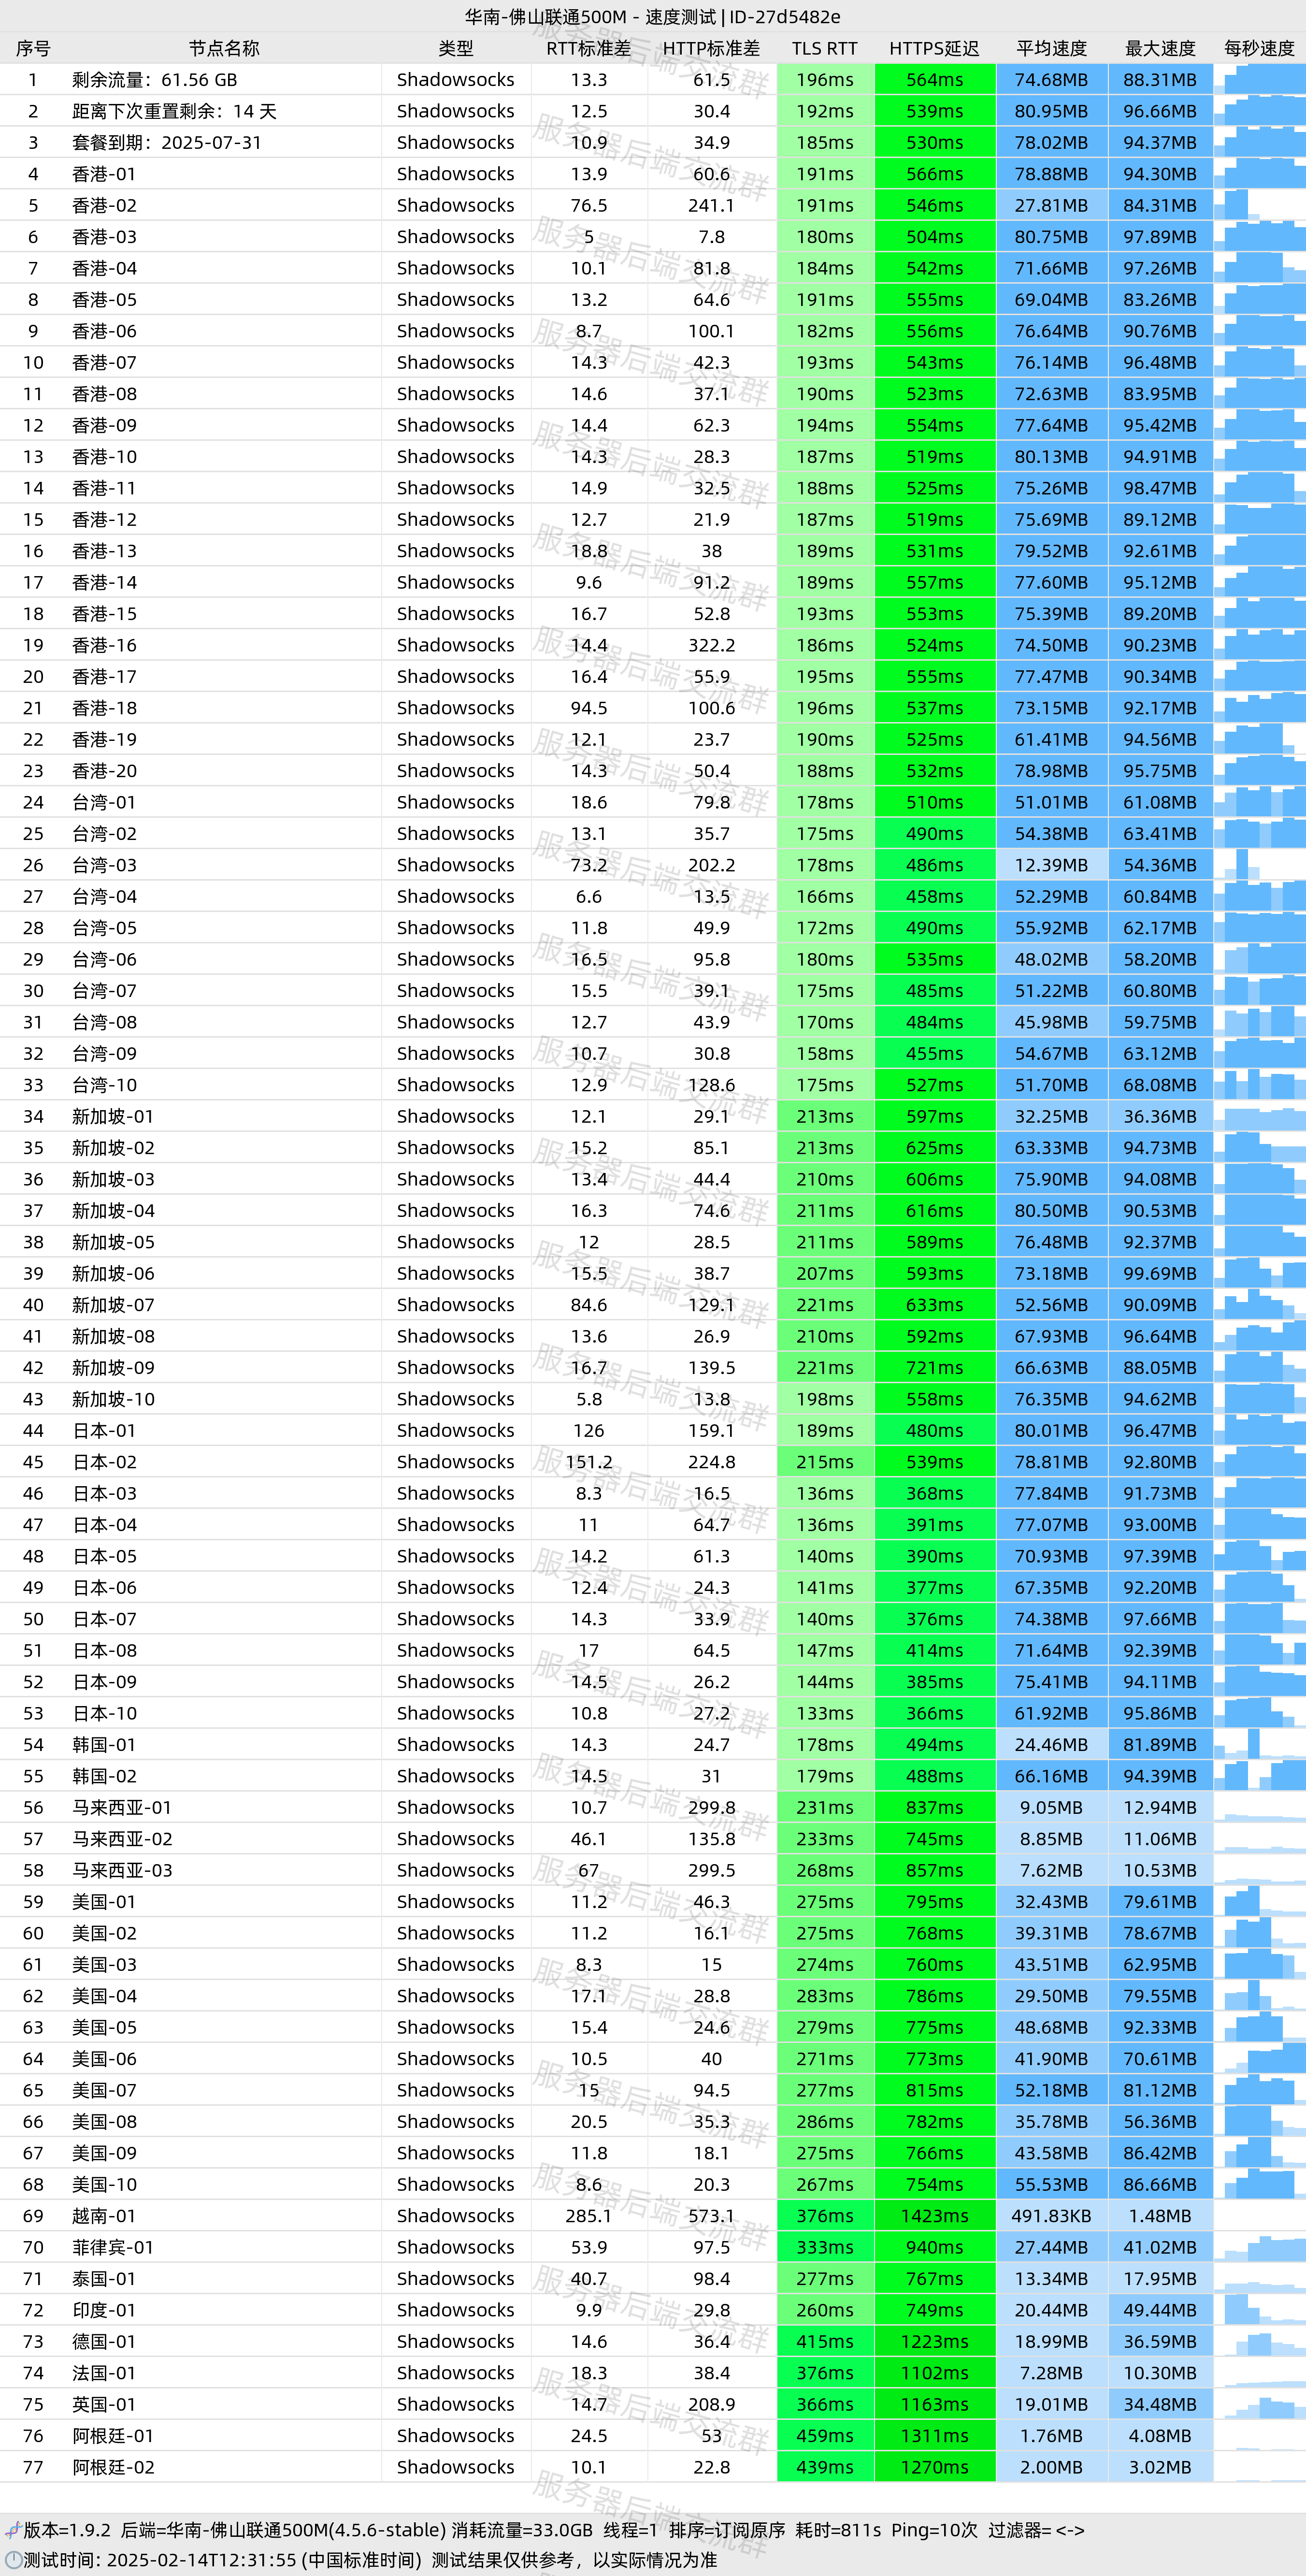 华南-佛山联通500M - 速度测试 | ID-27d5482e
序号 节点名称 类型 RTT标准差 HTTP标准差 TLS RTT HTTPS延迟 平均速度 最大速度 每秒速度
1 剩余流量：61.56 GB Shadowsocks 13.3 61.5 196ms 564ms 74.68MB 88.31MB
2 距离下次重置剩余：14 天 Shadowsocks 12.5 30.4 192ms 539ms 80.95MB 96.66MB
3 套餐到期：2025-07-31 Shadowsocks 10.9 34.9 185ms 530ms 78.02MB 94.37MB
4 香港-01 Shadowsocks 13.9 60.6 191ms 566ms 78.88MB 94.30MB
5 香港-02 Shadowsocks 76.5 241.1 191ms 546ms 27.81MB 84.31MB
6 香港-03 Shadowsocks 5 7.8 180ms 504ms 80.75MB 97.89MB
7 香港-04 Shadowsocks 10.1 81.8 184ms 542ms 71.66MB 97.26MB
8 香港-05 Shadowsocks 13.2 64.6 191ms 555ms 69.04MB 83.26MB
9 香港-06 Shadowsocks 8.7 100.1 182ms 556ms 76.64MB 90.76MB
10 香港-07 Shadowsocks 14.3 42.3 193ms 543ms 76.14MB 96.48MB
11 香港-08 Shadowsocks 14.6 37.1 190ms 523ms 72.63MB 83.95MB
12 香港-09 Shadowsocks 14.4 62.3 194ms 554ms 77.64MB 95.42MB
13 香港-10 Shadowsocks 14.3 28.3 187ms 519ms 80.13MB 94.91MB
14 香港-11 Shadowsocks 14.9 32.5 188ms 525ms 75.26MB 98.47MB
15 香港-12 Shadowsocks 12.7 21.9 187ms 519ms 75.69MB 89.12MB
16 香港-13 Shadowsocks 18.8 38 189ms 531ms 79.52MB 92.61MB
17 香港-14 Shadowsocks 9.6 91.2 189ms 557ms 77.60MB 95.12MB
18 香港-15 Shadowsocks 16.7 52.8 193ms 553ms 75.39MB 89.20MB
19 香港-16 Shadowsocks 14.4 322.2 186ms 524ms 74.50MB 90.23MB
20 香港-17 Shadowsocks 16.4 55.9 195ms 555ms 77.47MB 90.34MB
21 香港-18 Shadowsocks 94.5 100.6 196ms 537ms 73.15MB 92.17MB
22 香港-19 Shadowsocks 12.1 23.7 190ms 525ms 61.41MB 94.56MB
23 香港-20 Shadowsocks 14.3 50.4 188ms 532ms 78.98MB 95.75MB
24 台湾-01 Shadowsocks 18.6 79.8 178ms 510ms 51.01MB 61.08MB
25 台湾-02 Shadowsocks 13.1 35.7 175ms 490ms 54.38MB 63.41MB
26 台湾-03 Shadowsocks 73.2 202.2 178ms 486ms 12.39MB 54.36MB
27 台湾-04 Shadowsocks 6.6 13.5 166ms 458ms 52.29MB 60.84MB
28 台湾-05 Shadowsocks 11.8 49.9 172ms 490ms 55.92MB 62.17MB
29 台湾-06 Shadowsocks 16.5 95.8 180ms 535ms 48.02MB 58.20MB
30 台湾-07 Shadowsocks 15.5 39.1 175ms 485ms 51.22MB 60.80MB
31 台湾-08 Shadowsocks 12.7 43.9 170ms 484ms 45.98MB 59.75MB
32 台湾-09 Shadowsocks 10.7 30.8 158ms 455ms 54.67MB 63.12MB
33 台湾-10 Shadowsocks 12.9 128.6 175ms 527ms 51.70MB 68.08MB
34 新加坡-01 Shadowsocks 12.1 29.1 213ms 597ms 32.25MB 36.36MB
35 新加坡-02 Shadowsocks 15.2 85.1 213ms 625ms 63.33MB 94.73MB
36 新加坡-03 Shadowsocks 13.4 44.4 210ms 606ms 75.90MB 94.08MB
37 新加坡-04 Shadowsocks 16.3 74.6 211ms 616ms 80.50MB 90.53MB
38 新加坡-05 Shadowsocks 12 28.5 211ms 589ms 76.48MB 92.37MB
39 新加坡-06 Shadowsocks 15.5 38.7 207ms 593ms 73.18MB 99.69MB
40 新加坡-07 Shadowsocks 84.6 129.1 221ms 633ms 52.56MB 90.09MB
41 新加坡-08 Shadowsocks 13.6 26.9 210ms 592ms 67.93MB 96.64MB
42 新加坡-09 Shadowsocks 16.7 139.5 221ms 721ms 66.63MB 88.05MB
43 新加坡-10 Shadowsocks 5.8 13.8 198ms 558ms 76.35MB 94.62MB
44 日本-01 Shadowsocks 126 159.1 189ms 480ms 80.01MB 96.47MB
45 日本-02 Shadowsocks 151.2 224.8 215ms 539ms 78.81MB 92.80MB
46 日本-03 Shadowsocks 8.3 16.5 136ms 368ms 77.84MB 91.73MB
47 日本-04 Shadowsocks 11 64.7 136ms 391ms 77.07MB 93.00MB
48 日本-05 Shadowsocks 14.2 61.3 140ms 390ms 70.93MB 97.39MB
49 日本-06 Shadowsocks 12.4 24.3 141ms 377ms 67.35MB 92.20MB
50 日本-07 Shadowsocks 14.3 33.9 140ms 376ms 74.38MB 97.66MB
51 日本-08 Shadowsocks 17 64.5 147ms 414ms 71.64MB 92.39MB
52 日本-09 Shadowsocks 14.5 26.2 144ms 385ms 75.41MB 94.11MB
53 日本-10 Shadowsocks 10.8 27.2 133ms 366ms 61.92MB 95.86MB
54 韩国-01 Shadowsocks 14.3 24.7 178ms 494ms 24.46MB 81.89MB
55 韩国-02 Shadowsocks 14.5 31 179ms 488ms 66.16MB 94.39MB
56 马来西亚-01 Shadowsocks 10.7 299.8 231ms 837ms 9.05MB 12.94MB
57 马来西亚-02 Shadowsocks 46.1 135.8 233ms 745ms 8.85MB 11.06MB
58 马来西亚-03 Shadowsocks 67 299.5 268ms 857ms 7.62MB 10.53MB
59 美国-01 Shadowsocks 11.2 46.3 275ms 795ms 32.43MB 79.61MB
60 美国-02 Shadowsocks 11.2 16.1 275ms 768ms 39.31MB 78.67MB
61 美国-03 Shadowsocks 8.3 15 274ms 760ms 43.51MB 62.95MB
62 美国-04 Shadowsocks 17.1 28.8 283ms 786ms 29.50MB 79.55MB
63 美国-05 Shadowsocks 15.4 24.6 279ms 775ms 48.68MB 92.33MB
64 美国-06 Shadowsocks 10.5 40 271ms 773ms 41.90MB 70.61MB
65 美国-07 Shadowsocks 15 94.5 277ms 815ms 52.18MB 81.12MB
66 美国-08 Shadowsocks 20.5 35.3 286ms 782ms 35.78MB 56.36MB
67 美国-09 Shadowsocks 11.8 18.1 275ms 766ms 43.58MB 86.42MB
68 美国-10 Shadowsocks 8.6 20.3 267ms 754ms 55.53MB 86.66MB
69 越南-01 Shadowsocks 285.1 573.1 376ms 1423ms 491.83KB 1.48MB
70 菲律宾-01 Shadowsocks 53.9 97.5 333ms 940ms 27.44MB 41.02MB
71 泰国-01 Shadowsocks 40.7 98.4 277ms 767ms 13.34MB 17.95MB
72 印度-01 Shadowsocks 9.9 29.8 260ms 749ms 20.44MB 49.44MB
73 德国-01 Shadowsocks 14.6 36.4 415ms 1223ms 18.99MB 36.59MB
74 法国-01 Shadowsocks 18.3 38.4 376ms 1102ms 7.28MB 10.30MB
75 英国-01 Shadowsocks 14.7 208.9 366ms 1163ms 19.01MB 34.48MB
76 阿根廷-01 Shadowsocks 24.5 53 459ms 1311ms 1.76MB 4.08MB
77 阿根廷-02 Shadowsocks 10.1 22.8 439ms 1270ms 2.00MB 3.02MB
版本=1.9.2 后端=华南-佛山联通500M(4.5.6-stable) 消耗流量=33.0GB 线程=1 排序=订阅原序 耗时=811s Ping=10次 过滤器= <->
测试时间: 2025-02-14T12:31:55 (中国标准时间) 测试结果仅供参考，以实际情况为准
服务器后端交流群